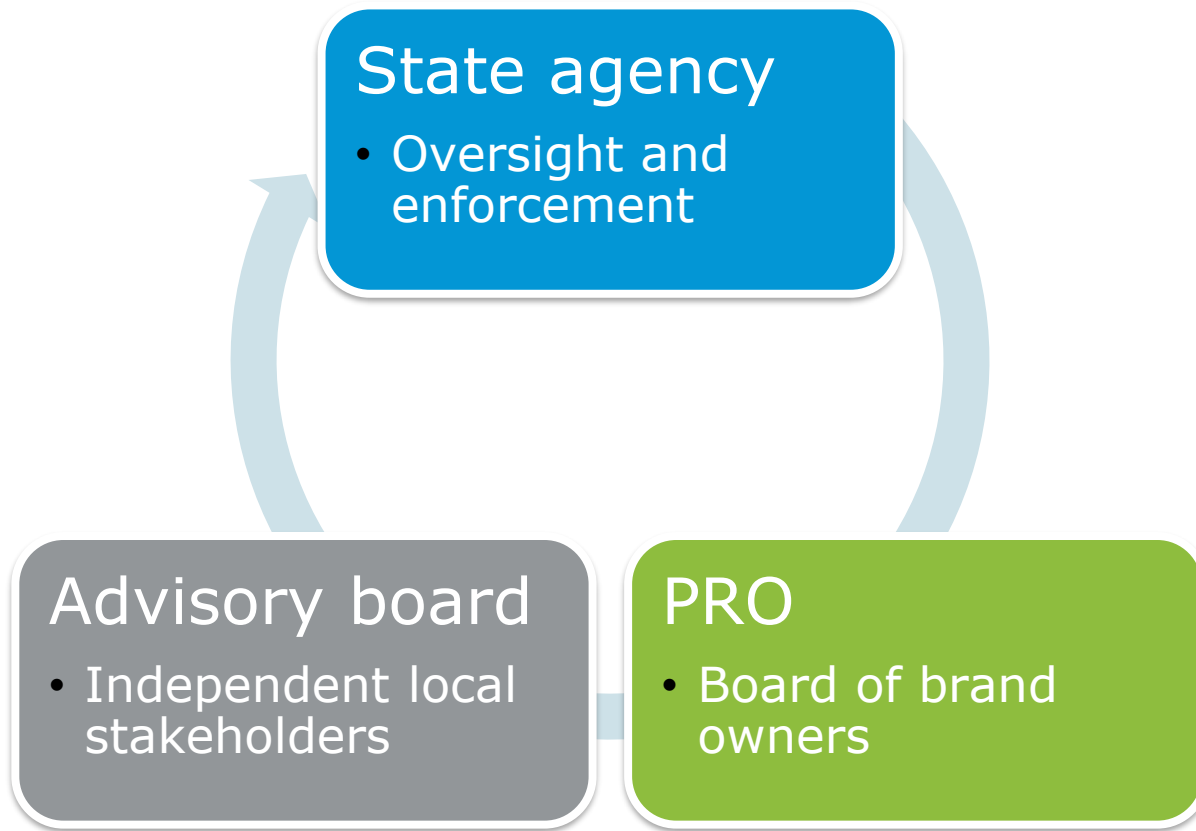 State agency
• Oversight and
enforcement
Advisory board
• Independent local
stakeholders
PRO
• Board of brand
owners